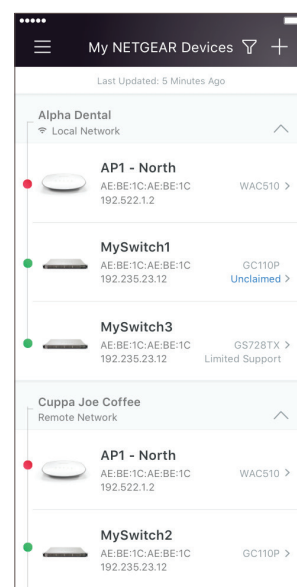 My NETGEAR Devices
Last Updated: 5 Minutes Ago
Alpha Dental
Local Network
AP1 - North
AE:BE:1C:AE:BE:1C WAC510 >
192.522.1.2
MySwitch1
AE:BE:1C:AE:BE:1C GC110P
192.235.23.12 Unclaimed >
MySwitch3
AE:BE:1C:AE:BE:1C GS728TX >
192.235.23.12 Limited Support
Cuppa Joe Coffee
Remote Network
AP1 - North
AE:BE:1C:AE:BE:1C WAC510 >
192.522.1.2
MySwitch2
AE:BE:1C:AE:BE:1C GC110P >
192.235.23.12